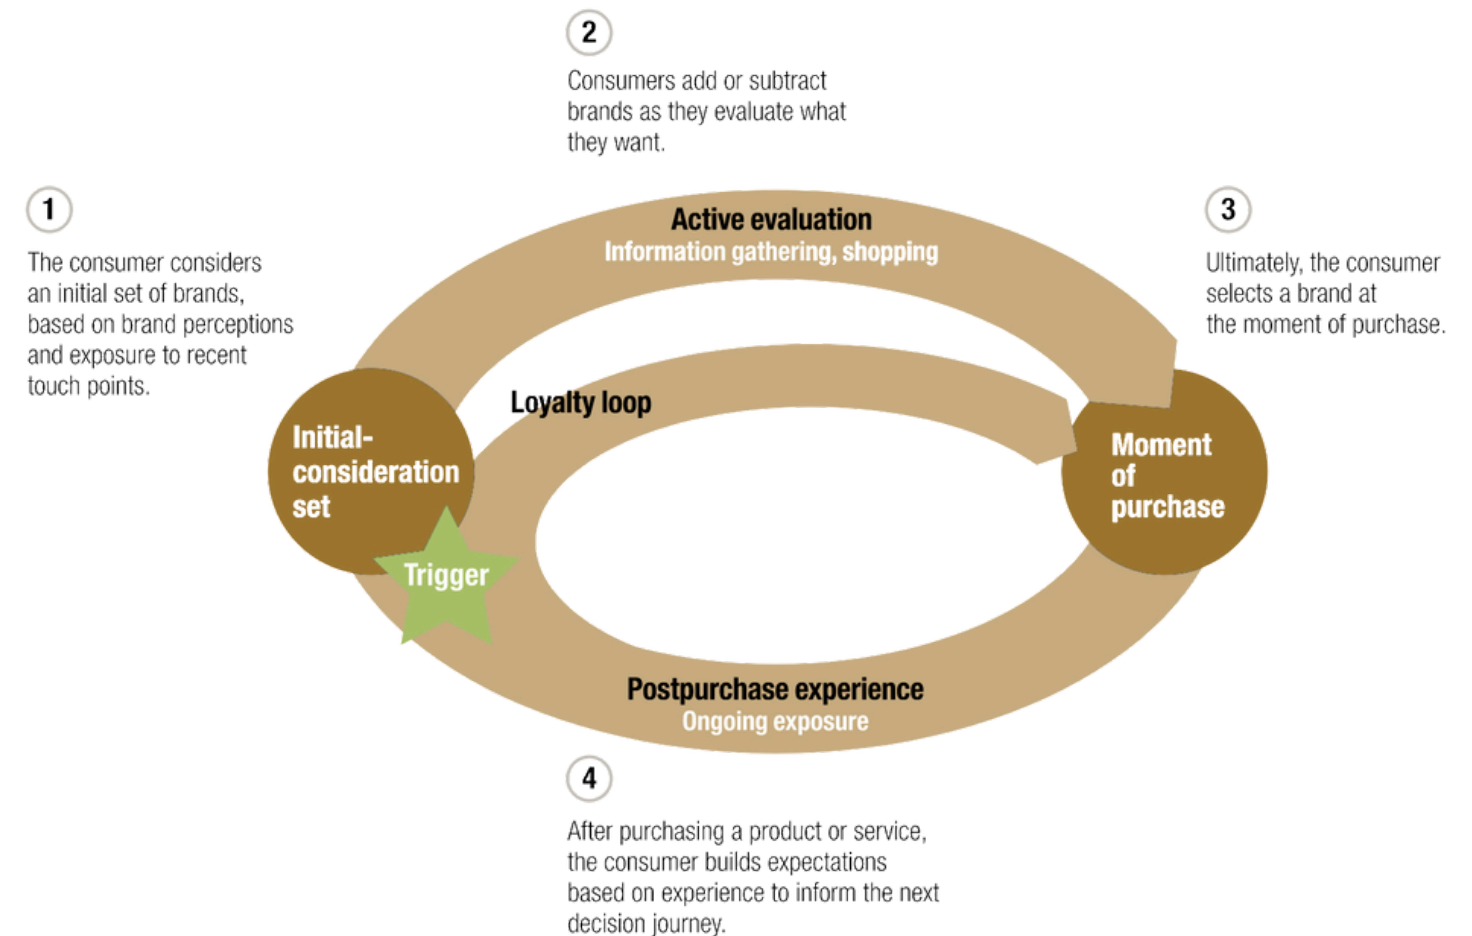 2
Consumers add or subtract
brands as they evaluate what
they want.
1
The consumer considers
an initial set of brands,
based on brand perceptions
and exposure to recent
touch points.
3
Ultimately, the consumer
selects a brand at
the moment of purchase.
Active evaluation
Information gathering, shopping
Loyalty loop
Initial-
consideration
set
Moment
of
purchase
Trigger
Postpurchase experience
Ongoing exposure
4
After purchasing a product or service,
the consumer builds expectations
based on experience to inform the next
decision journey.